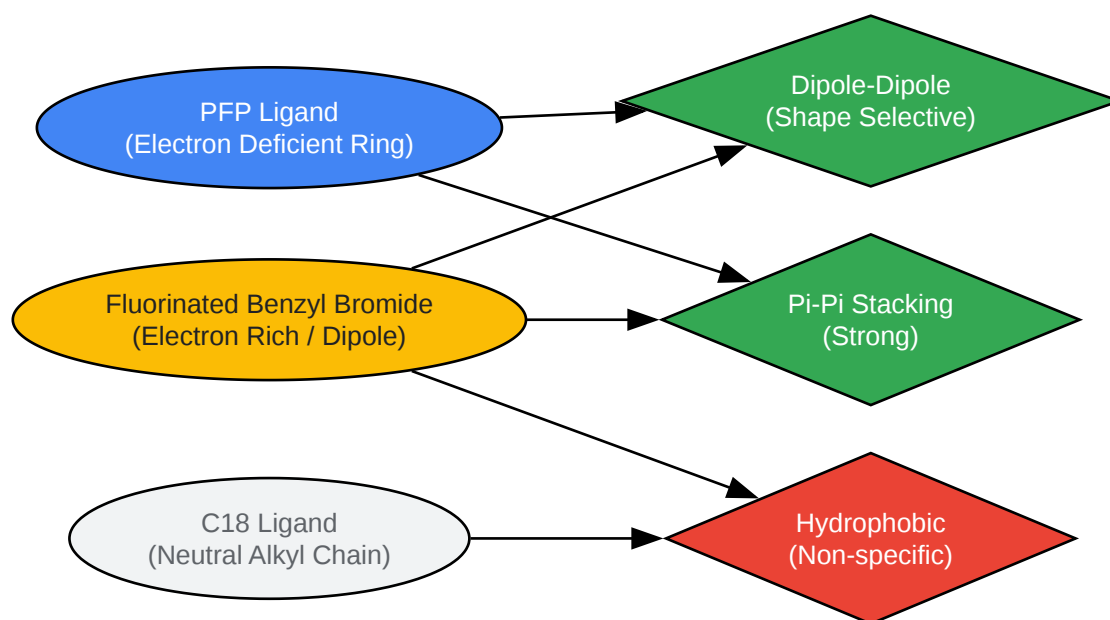 PFP Ligand
(Electron Deficient Ring)
Dipole-Dipole
(Shape Selective)
Fluorinated Benzyl Bromide
(Electron Rich / Dipole)
Pi-Pi Stacking
(Strong)
C18 Ligand
(Neutral Alkyl Chain)
Hydrophobic
(Non-specific)